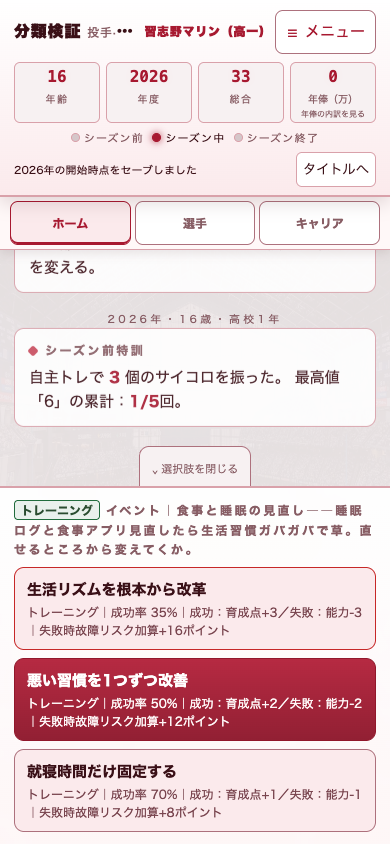 分類検証 投手・••• 習志野マリン（高一） ≡ メニュー
16 2026 33 0
年齢 年度 総合 年俸（万）
年俸の内訳を見る
シーズン前 シーズン中 シーズン終了
2026年の開始時点をセーブしました タイトルへ
ホーム 選手 キャリア
を変える。
2026年・16歳・高校1年
シーズン前特訓
自主トレで 3 個のサイコロを振った。 最高値
「6」の累計：1/5回。
選択肢を閉じる
トレーニング イベント｜食事と睡眠の見直し——睡眠
ログと食事アプリ見直したら生活習慣ガバガバで草。直
せるところから変えてくか。
生活リズムを根本から改革
トレーニング｜成功率 35%｜成功：育成点+3／失敗：能力-3
｜失敗時故障リスク加算+16ポイント
悪い習慣を1つずつ改善
トレーニング｜成功率 50%｜成功：育成点+2／失敗：能力-2
｜失敗時故障リスク加算+12ポイント
就寝時間だけ固定する
トレーニング｜成功率 70%｜成功：育成点+1／失敗：能力-1
｜失敗時故障リスク加算+8ポイント